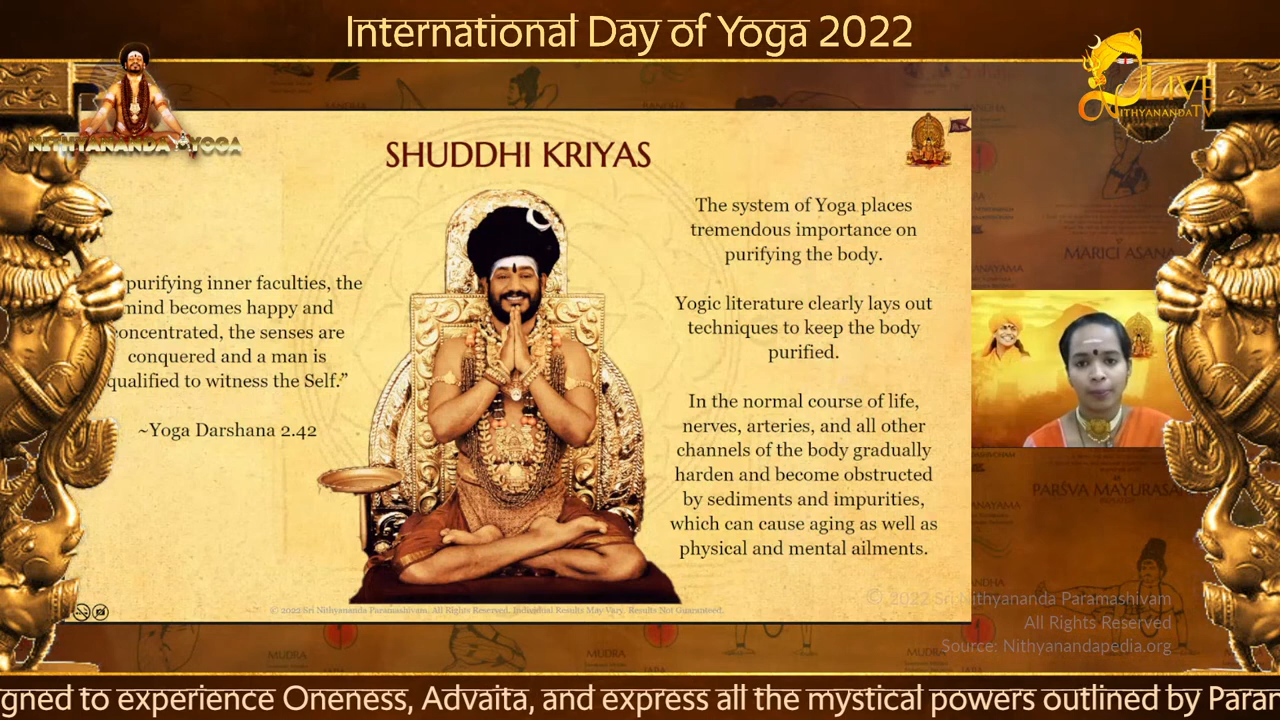 International Day of Yoga 2022
NITHYANANDA YOGA
LIVE
NITHYANANDA TV
SHUDDHI KRIYAS
purifying inner faculties, the
mind becomes happy and
concentrated, the senses are
conquered and a man is
qualified to witness the Self.”
~Yoga Darshana 2.42
The system of Yoga places
tremendous importance on
purifying the body.
Yogic literature clearly lays out
techniques to keep the body
purified.
In the normal course of life,
nerves, arteries, and all other
channels of the body gradually
harden and become obstructed
by sediments and impurities,
which can cause aging as well as
physical and mental ailments.
© 2022 Sri Nithyananda Paramashivam. All Rights Reserved. Individual Results May Vary. Results Not Guaranteed.
MARICI ASANA
PARŚVA MAYURASA
© 2022 Sri Nithyananda Paramashivam
All Rights Reserved
Source: Nithyanandapedia.org
MUDRA
MUDRA
MUDRA
gned to experience Oneness, Advaita, and express all the mystical powers outlined by Param